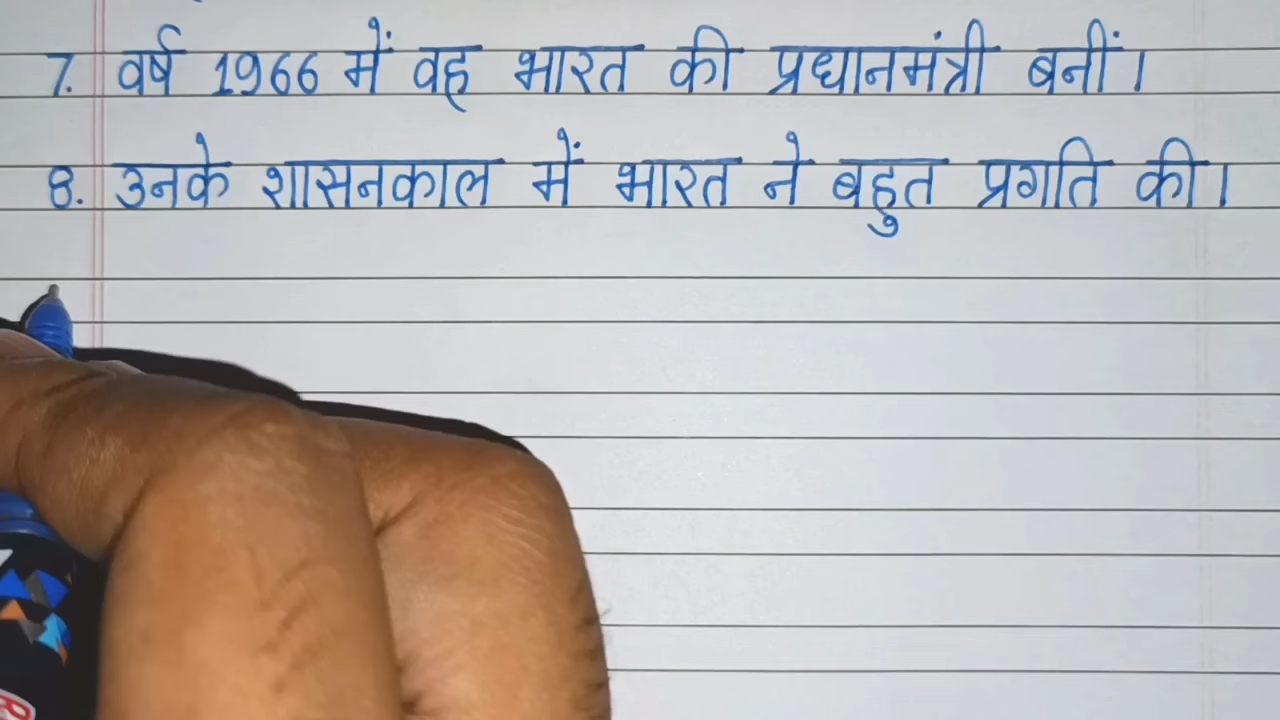 7. वर्ष 1966 में वह भारत की प्रधानमंत्री बनीं।
8. उनके शासनकाल में भारत ने बहुत प्रगति की।